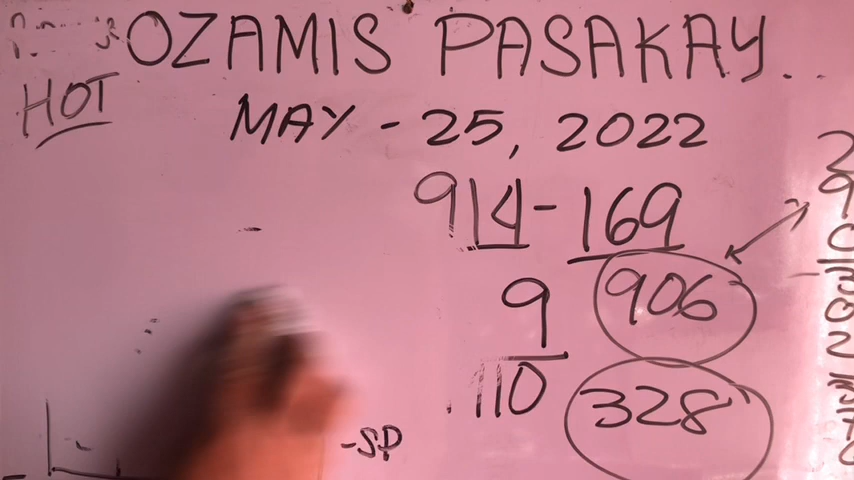 OZAMIS PASAKAY
HOT
MAY - 25, 2022
914 - 169
9
906
110
328
-SP